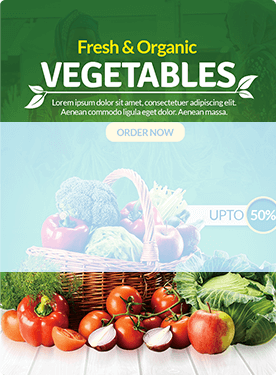 Fresh & Organic
VEGETABLES
Lorem ipsum dolor sit amet, consectetuer adipiscing elit.
Aenean commodo ligula eget dolor. Aenean massa.
ORDER NOW
UPTO 50%